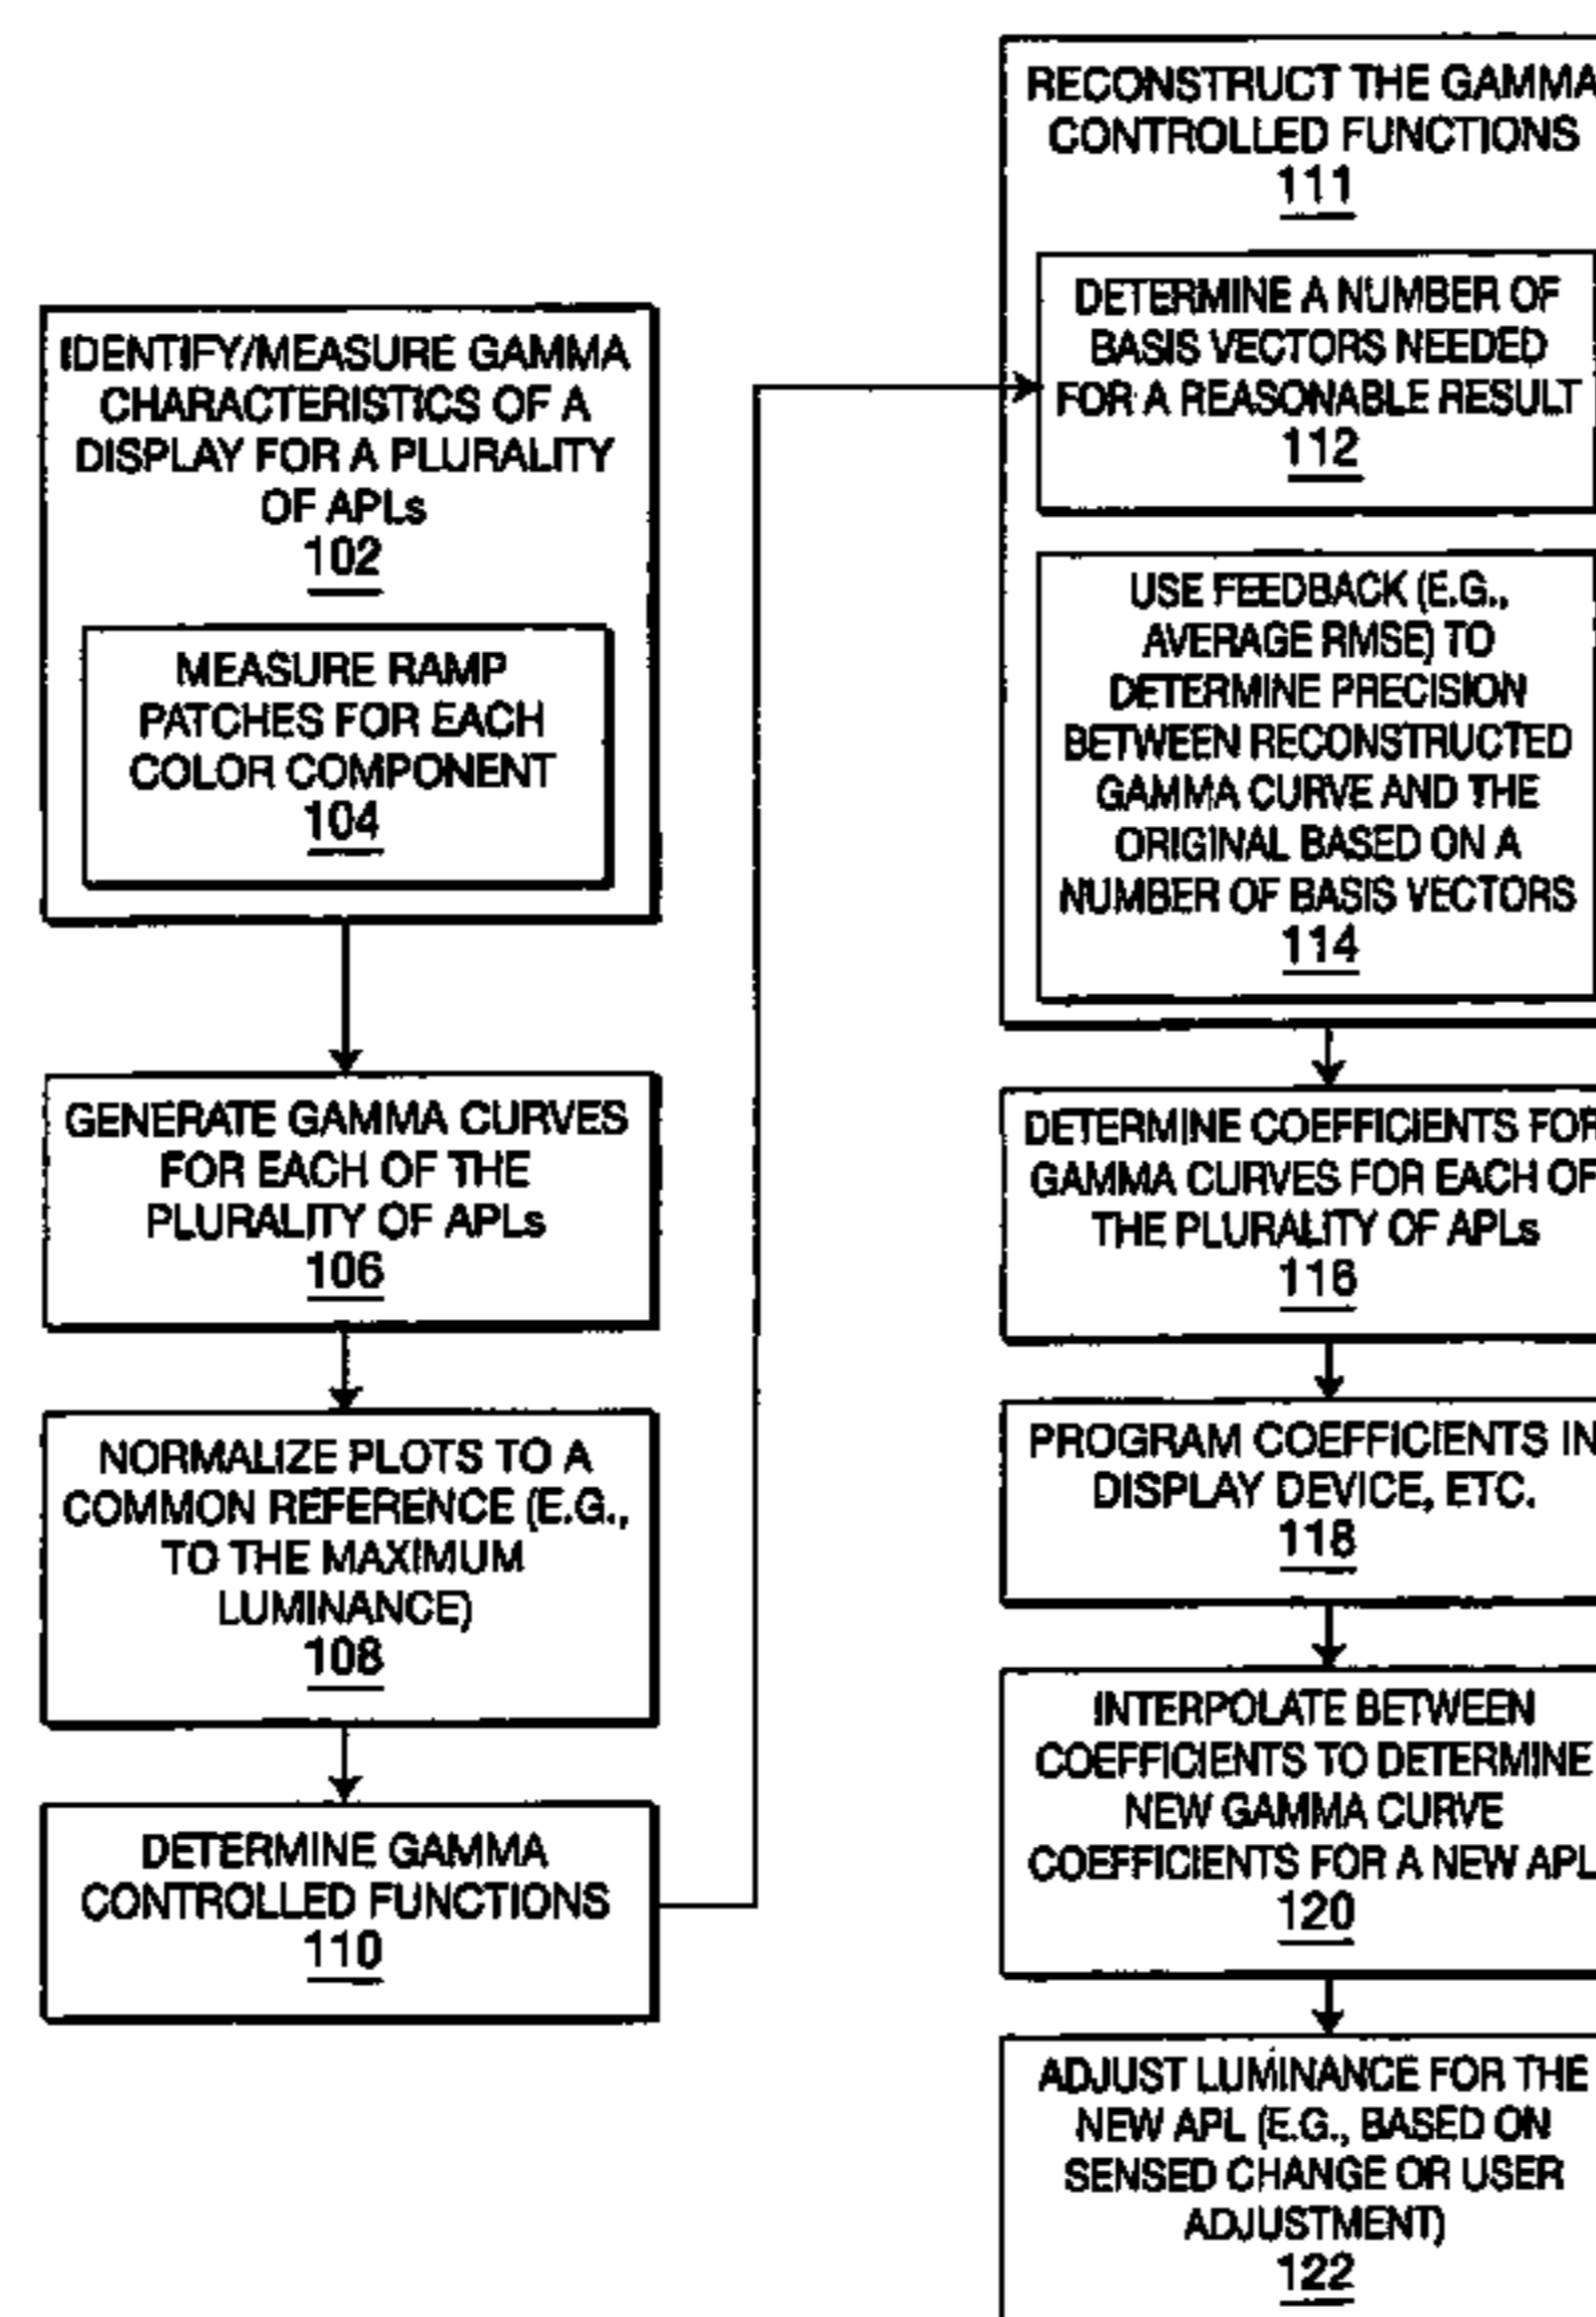 IDENTIFY/MEASURE GAMMA
CHARACTERISTICS OF A
DISPLAY FOR A PLURALITY
OF APLs
102
MEASURE RAMP
PATCHES FOR EACH
COLOR COMPONENT
104
GENERATE GAMMA CURVES
FOR EACH OF THE
PLURALITY OF APLs
106
NORMALIZE PLOTS TO A
COMMON REFERENCE (E.G.,
TO THE MAXIMUM
LUMINANCE)
108
DETERMINE GAMMA
CONTROLLED FUNCTIONS
110
RECONSTRUCT THE GAMMA
CONTROLLED FUNCTIONS
111
DETERMINE A NUMBER OF
BASIS VECTORS NEEDED
FOR A REASONABLE RESULT
112
USE FEEDBACK (E.G.,
AVERAGE RMSE) TO
DETERMINE PRECISION
BETWEEN RECONSTRUCTED
GAMMA CURVE AND THE
ORIGINAL BASED ON A
NUMBER OF BASIS VECTORS
114
DETERMINE COEFFICIENTS FOR
GAMMA CURVES FOR EACH OF
THE PLURALITY OF APLs
116
PROGRAM COEFFICIENTS IN
DISPLAY DEVICE, ETC.
118
INTERPOLATE BETWEEN
COEFFICIENTS TO DETERMINE
NEW GAMMA CURVE
COEFFICIENTS FOR A NEW APL
120
ADJUST LUMINANCE FOR THE
NEW APL (E.G., BASED ON
SENSED CHANGE OR USER
ADJUSTMENT)
122